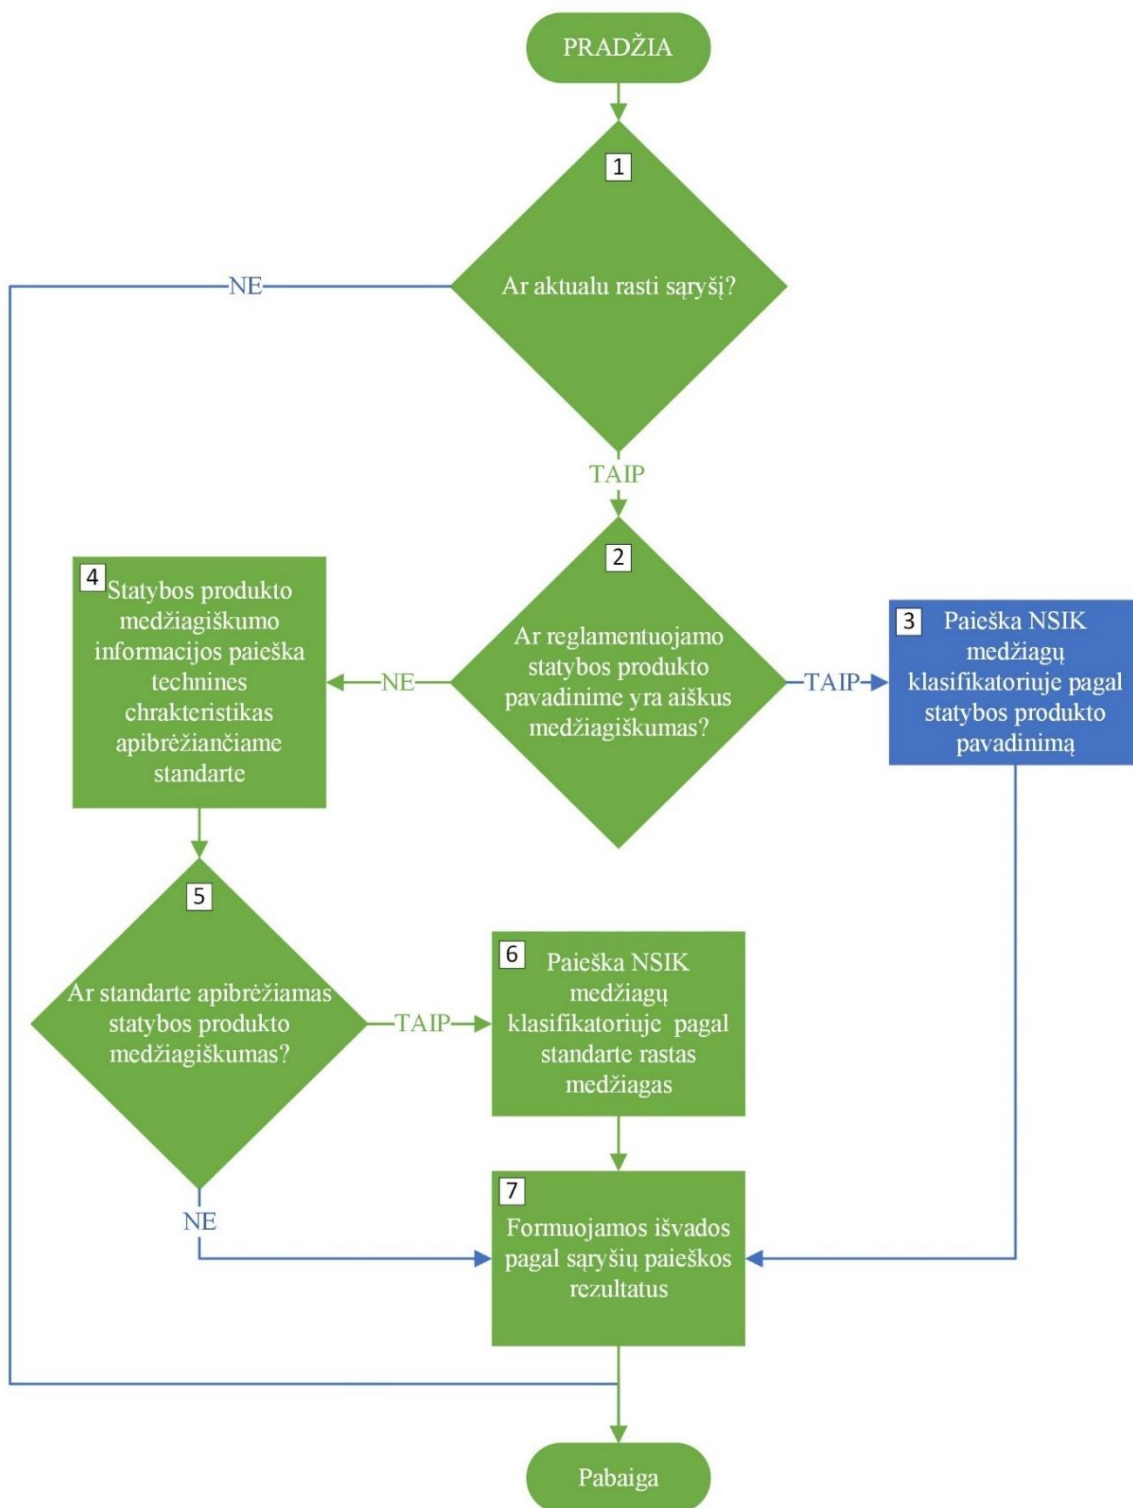 PRADŽIA
1
Ar aktualu rasti sąryšį?
NE
TAIP
2
Ar reglamentuojamo
statybos produkto
pavadinime yra aiškus
medžiagiškumas?
TAIP
3
Paieška NSIK
medžiagų
klasifikatoriuje pagal
statybos produkto
pavadinimą
NE
4
Statybos produkto
medžiagiškumo
informacijos paieška
technines
chrakteristikas
apibrėžiančiame
standarte
5
Ar standarte apibrėžiamas
statybos produkto
medžiagiškumas?
TAIP
6
Paieška NSIK
medžiagų
klasifikatoriuje pagal
standarte rastas
medžiagas
NE
7
Formuojamos išvados
pagal sąryšių paieškos
rezultatus
Pabaiga